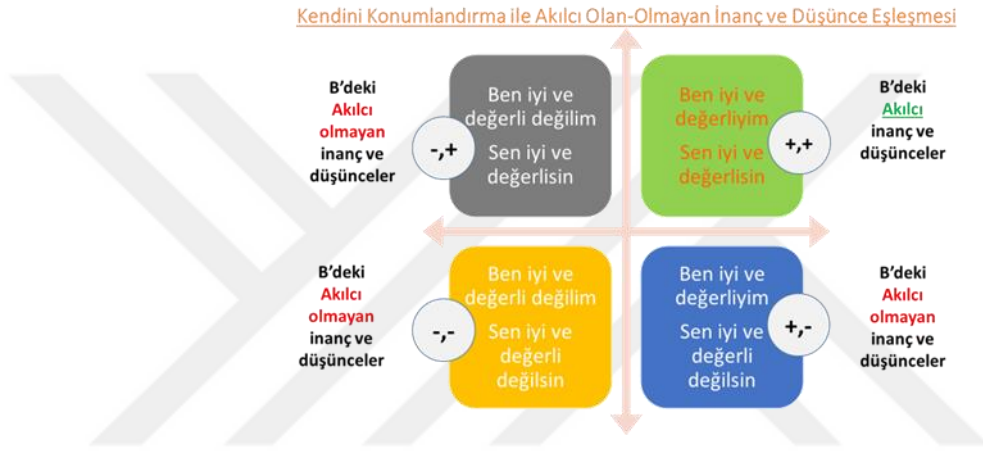 Kendini Konumlandırma ile Akılcı Olan-Olmayan İnanç ve Düşünce Eşleşmesi
B'deki
Akılcı
olmayan
inanç ve
düşünceler
-,+
Ben iyi ve
değerli değilim
Sen iyi ve
değerlisin
Ben iyi ve
değerliyim
Sen iyi ve
değerlisin
+,+
B'deki
Akılcı
inanç ve
düşünceler
B'deki
Akılcı
olmayan
inanç ve
düşünceler
-,-
Ben iyi ve
değerli değilim
Sen iyi ve
değerli
değilsin
Ben iyi ve
değerliyim
Sen iyi ve
değerli
değilsin
+,-
B'deki
Akılcı
olmayan
inanç ve
düşünceler